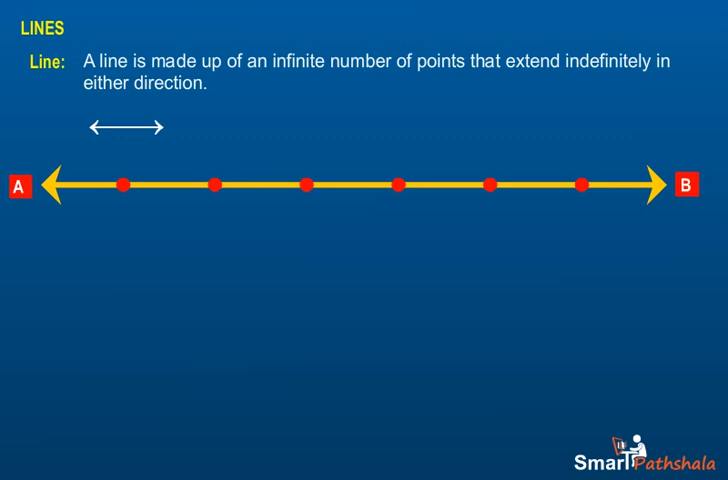 LINES
Line: A line is made up of an infinite number of points that extend indefinitely in
either direction.
A B
SmarTPathshala